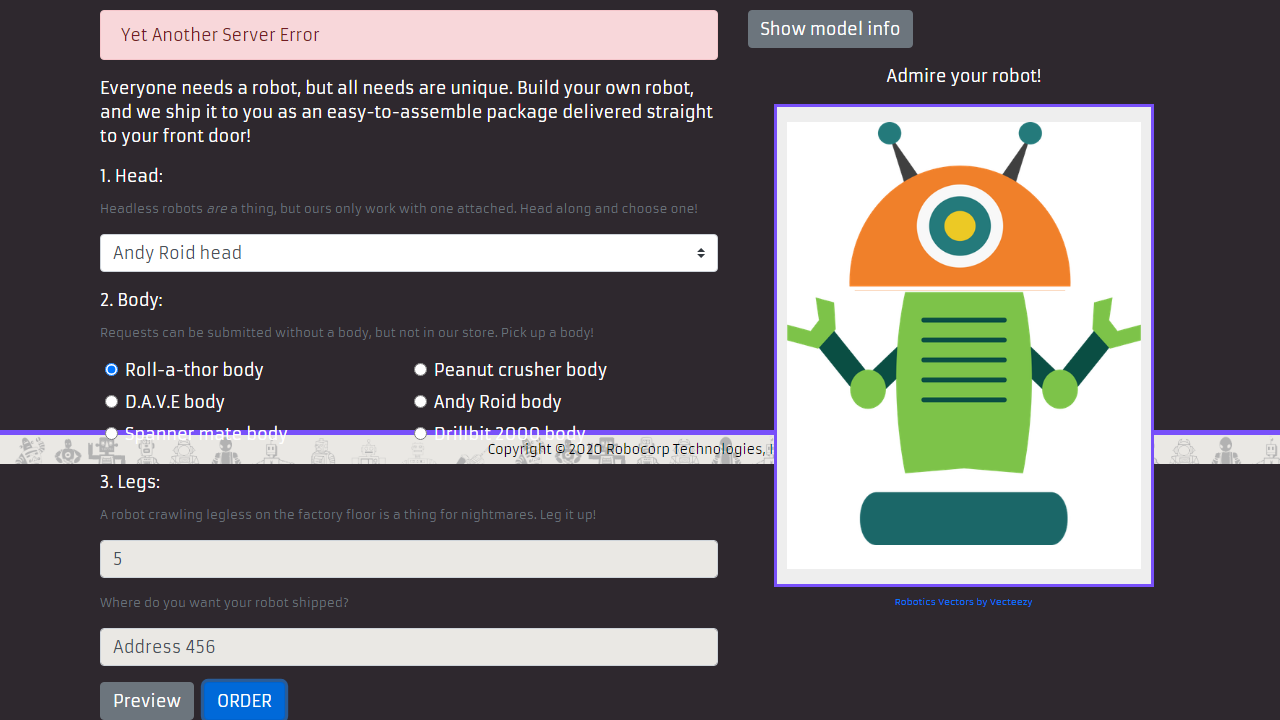 Yet Another Server Error
Show model info
Everyone needs a robot, but all needs are unique. Build your own robot,
and we ship it to you as an easy-to-assemble package delivered straight
to your front door!
1. Head:
Headless robots are a thing, but ours only work with one attached. Head along and choose one!
Andy Roid head
2. Body:
Requests can be submitted without a body, but not in our store. Pick up a body!
Roll-a-thor body
Peanut crusher body
D.A.V.E body
Andy Roid body
Spanner mate body
Drillbit 2000 body
Copyright © 2020 Robocorp Technologies,
3. Legs:
A robot crawling legless on the factory floor is a thing for nightmares. Leg it up!
5
Where do you want your robot shipped?
Address 456
Preview
ORDER
Admire your robot!
Robotics Vectors by Vecteezy